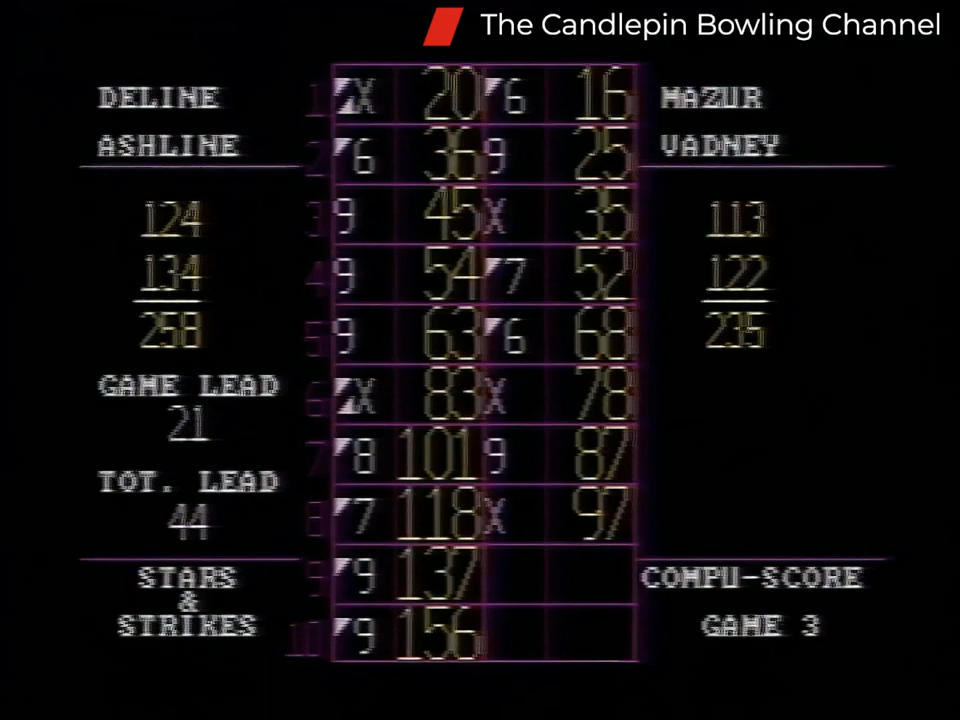 The Candlepin Bowling Channel
DELINE
ASHLINE
124
134
258
GAME LEAD
21
TOT. LEAD
44
STARS
&
STRIKES
1 X 20 6 16
2 6 36 9 25
3 9 45 X 35
4 9 54 7 52
5 9 63 6 68
6 X 83 X 78
7 8 101 9 87
8 7 118 X 97
9 9 137
10 9 156
MAZUR
VADNEY
113
122
235
COMPU-SCORE
GAME 3